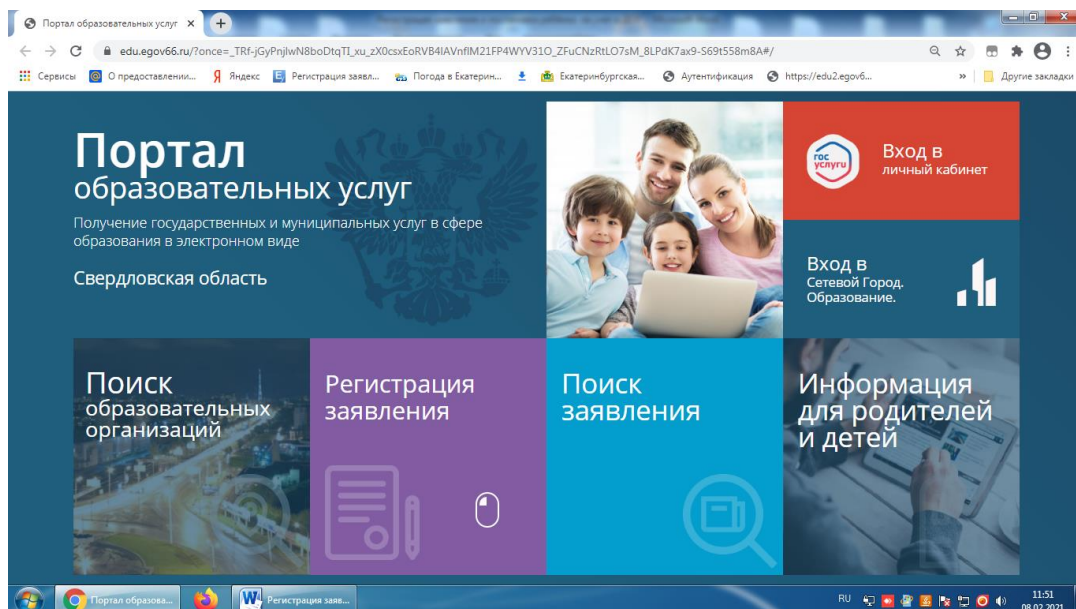 Портал образовательных услуг
edu.egov66.ru/?once=_TRf-jGyPnjlwN8boDtqTI_xu_zX0csxEoRVB4lAVnflM21FP4WYV31O_ZFuCNzRtLO7sM_8LPdK7ax9-S69t558m8A#/
Сервисы О предоставлении... Яндекс Регистрация заявл... Погода в Екатерин... Екатеринбургская... Аутентификация https://edu2.egov6... » Другие закладки
Портал
образовательных услуг
Получение государственных и муниципальных услуг в сфере
образования в электронном виде
Свердловская область
гос
услуги
Вход в
личный кабинет
Вход в
Сетевой Город.
Образование.
Поиск
образовательных
организаций
Регистрация
заявления
Поиск
заявления
Информация
для родителей
и детей
Портал образова... Регистрация заяв... RU 11:51
08.02.2021